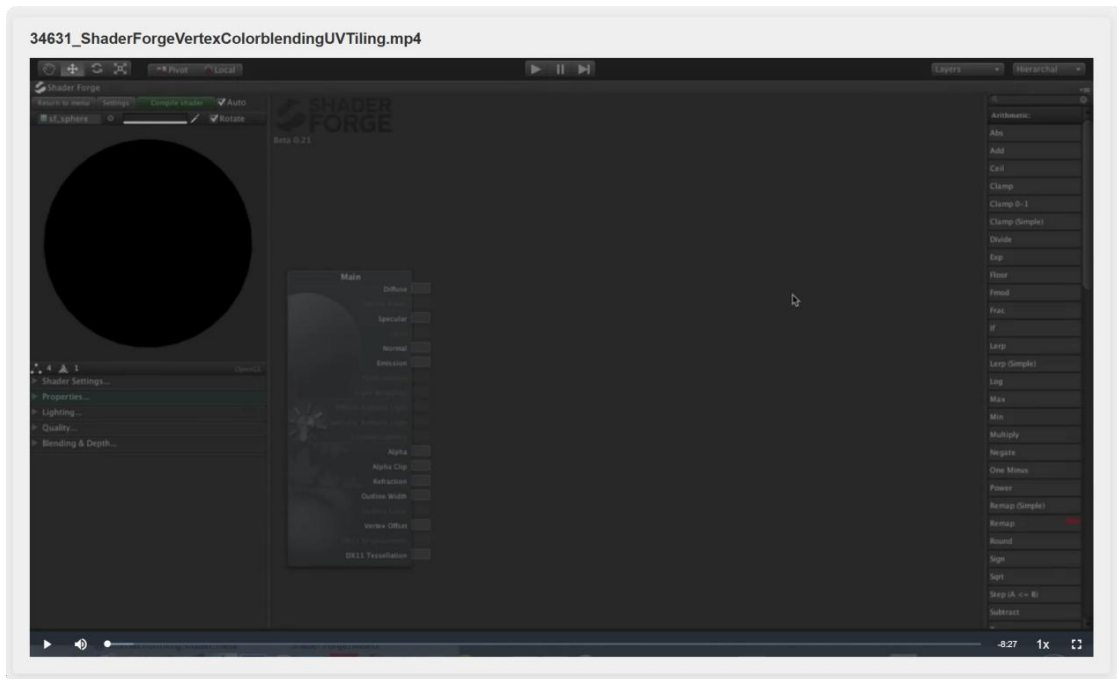 34631_ShaderForgeVertexColorblendingUVTiling.mp4
Pivot Local
Layers Hierarchal
Shader Forge
Return to menu Settings Compile shader Auto
sf_sphere Rotate
SHADER
FORGE
Beta 0.21
4 1 OpenGL
Shader Settings...
Properties...
Lighting...
Quality...
Blending & Depth...
Main
Diffuse
Specular
Normal
Emission
Alpha
Alpha Clip
Refraction
Outline Width
Vertex Offset
DX11 Tessellation
Arithmetic:
Abs
Add
Ceil
Clamp
Clamp 0-1
Clamp (Simple)
Divide
Exp
Floor
Fmod
Frac
If
Lerp
Lerp (Simple)
Log
Max
Min
Multiply
Negate
One Minus
Power
Remap (Simple)
Remap
Round
Sign
Sqrt
Step (A <= B)
Subtract
-8:27 1x